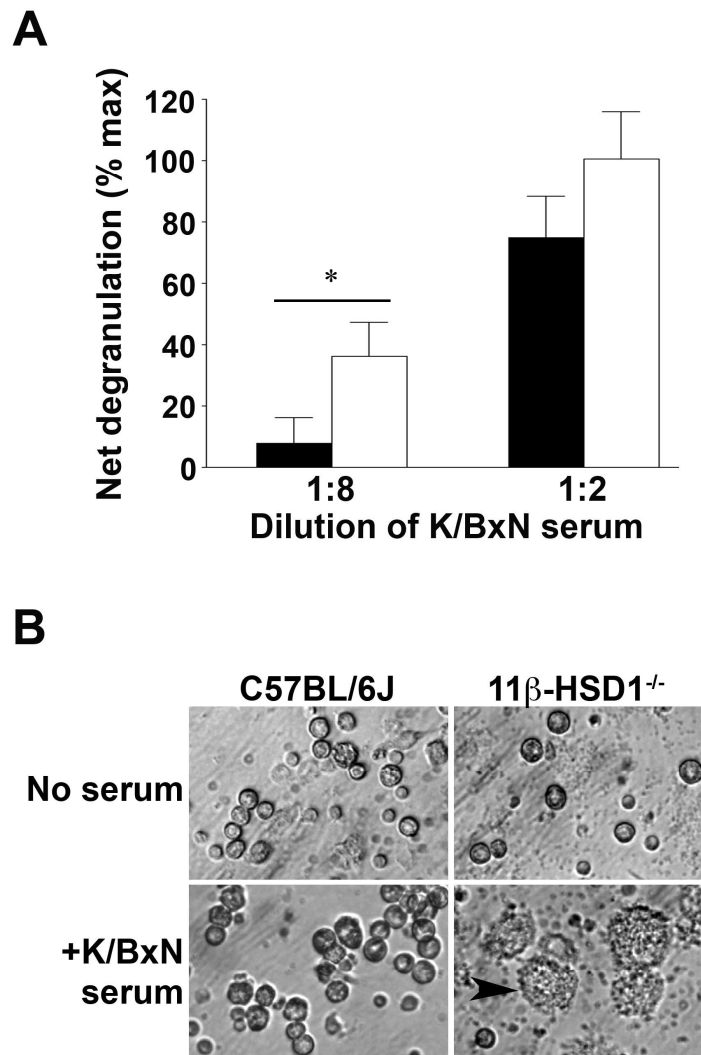 A
Net degranulation (% max)
120
100
80
60
40
20
0
*
1:8
1:2
Dilution of K/BxN serum
B
C57BL/6J
11β-HSD1-/-
No serum
+K/BxN
serum